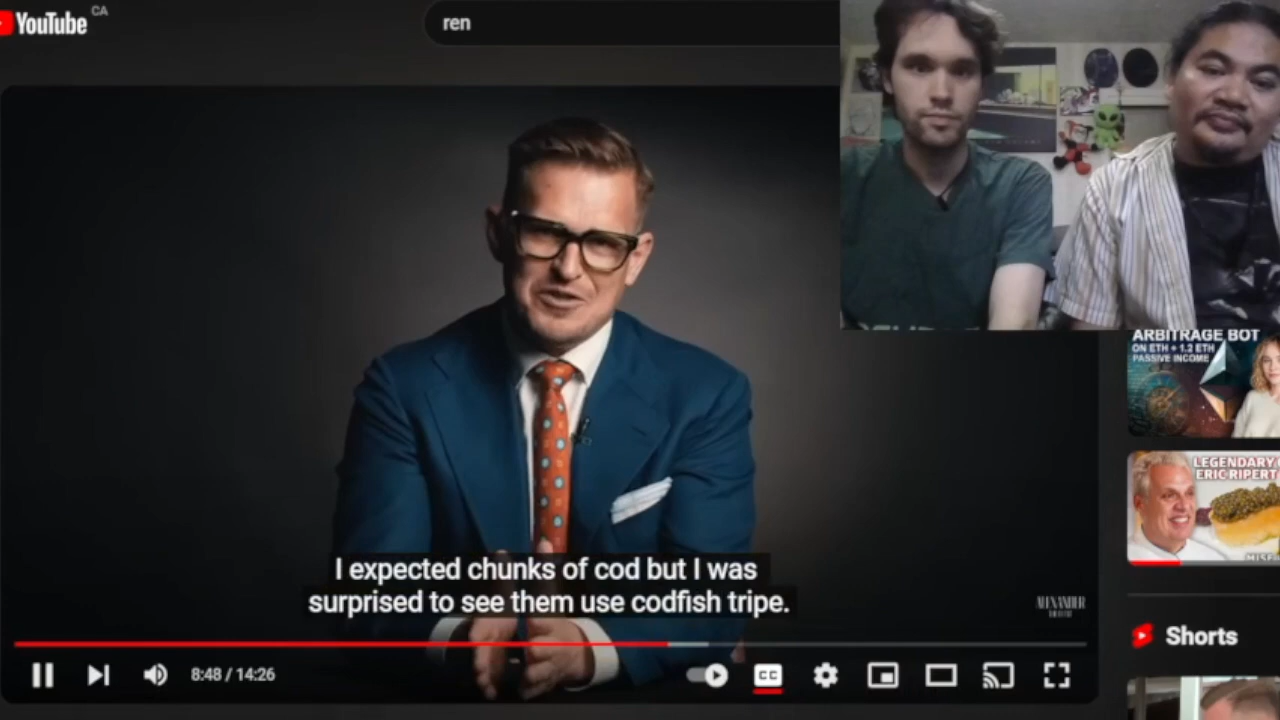 YouTube
CA
ren
ARBITRAGE BOT
ON ETH + 1.2 ETH
PASSIVE INCOME
LEGENDARY
ERIC RIPERT
I expected chunks of cod but I was
surprised to see them use codfish tripe.
ALEXANDER
Shorts
8:48 / 14:26
CC